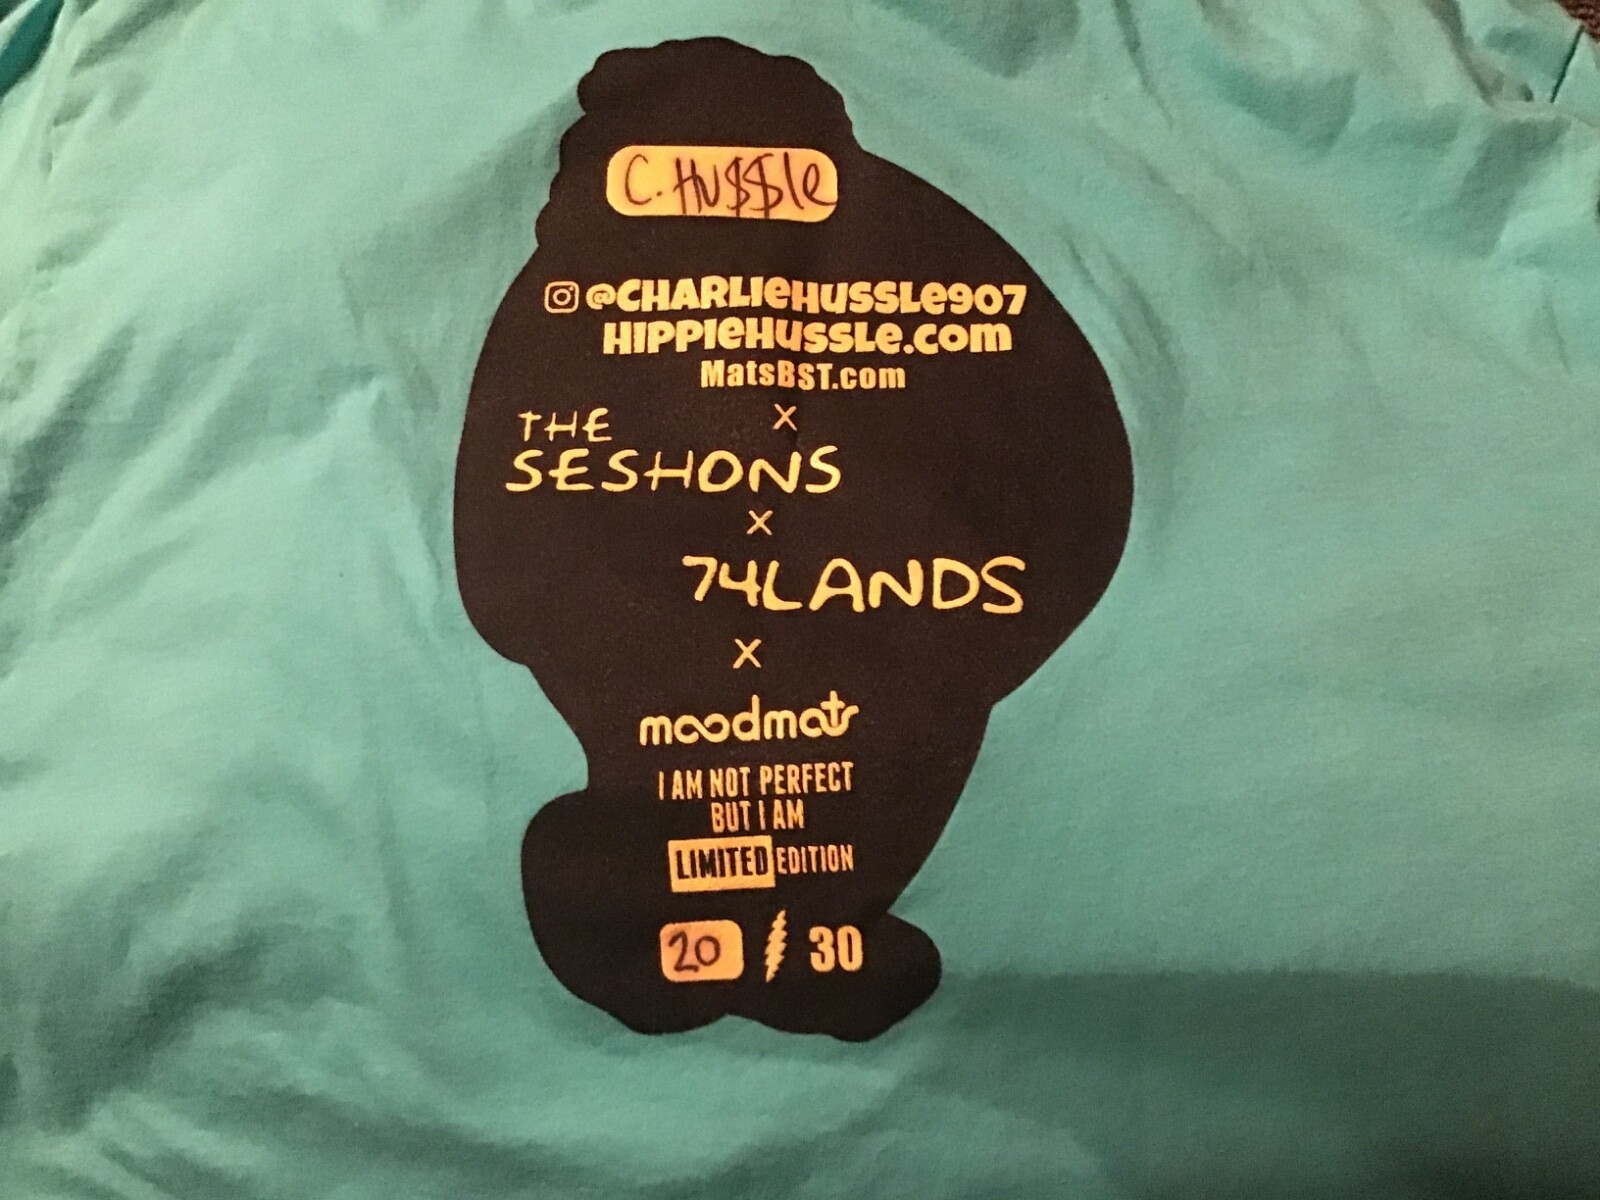 C. Hu$$le
@CHARLIEHUSSLE907
HIPPIEHUSSLE.COM
MatsBST.com
x
THE
SESHONS
x
74LANDS
x
moodmats
I AM NOT PERFECT
BUT I AM
LIMITED EDITION
20 / 30